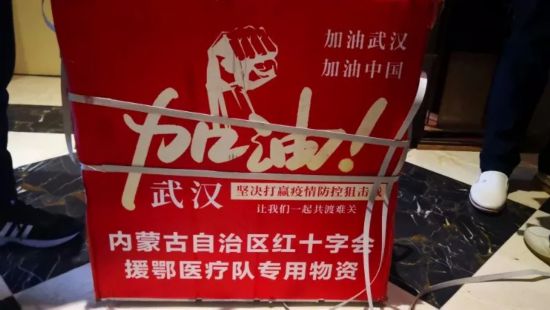 加油武汉
加油中国
加油!
武汉
坚决打赢疫情防控狙击战
让我们一起共渡难关
内蒙古自治区红十字会
援鄂医疗队专用物资